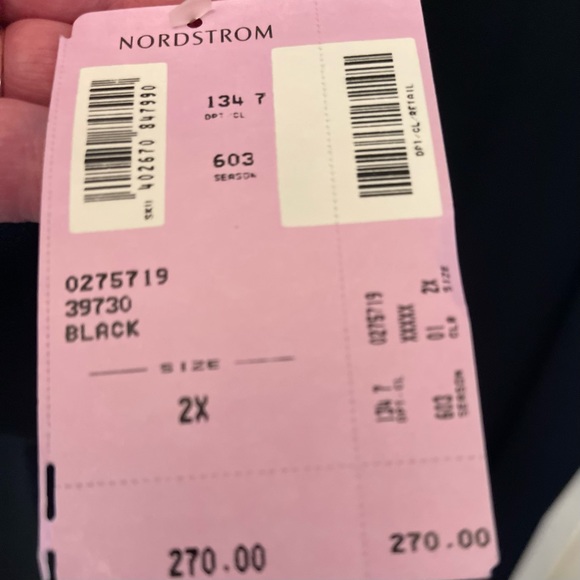 NORDSTROM
SKU 402670 847990
134 7
DPT CL
603
SEASON
DPT/CL/RETAIL
0275719
39730
BLACK
SIZE
2X
270.00
0275719
XXXXX
01 2X
CLR SIZE
134 7
DPT/CL
603
SEASON
270.00